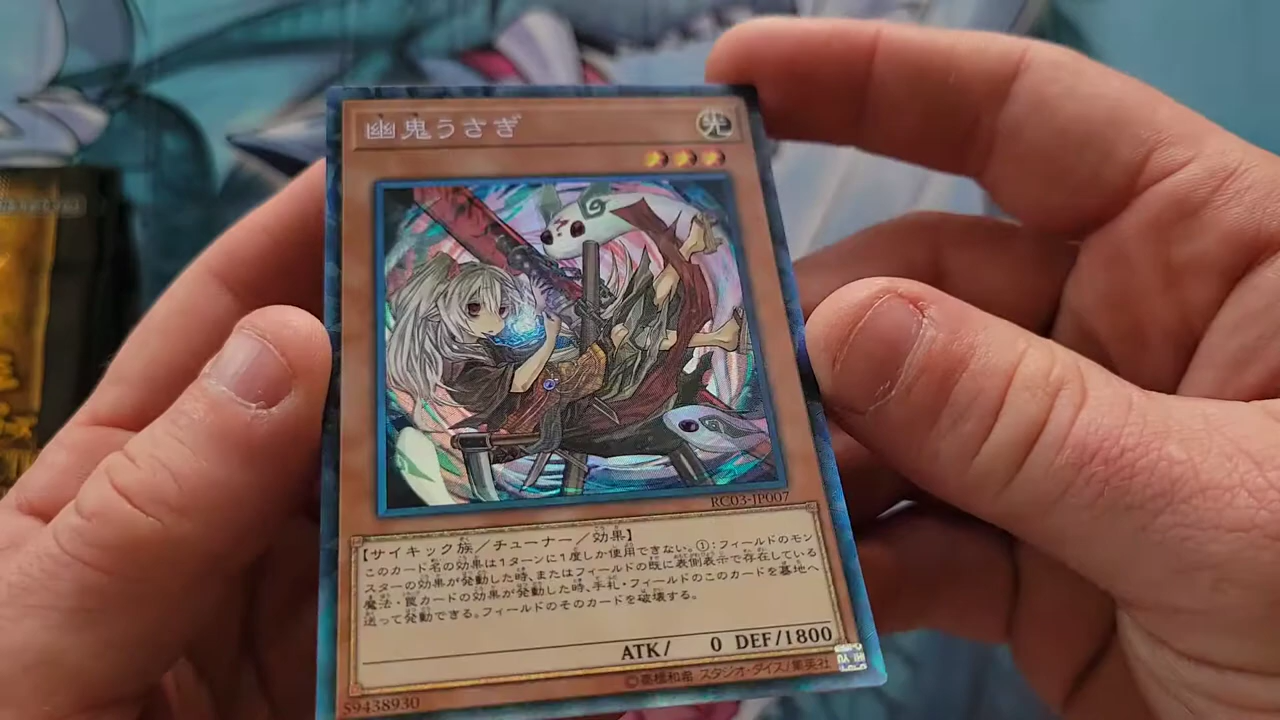 幽鬼うさぎ
光
RC03-JP007
【サイキック族／チューナー／効果】
このカード名の効果は1ターンに1度しか使用できない。①：フィールドのモン
スターの効果が発動した時、またはフィールドの既に表側表示で存在している
魔法・罠カードの効果が発動した時、手札・フィールドのこのカードを墓地へ
送って発動できる。フィールドのそのカードを破壊する。
ATK/ 0 DEF/1800
59438930
©高橋和希 スタジオ・ダイス/集英社